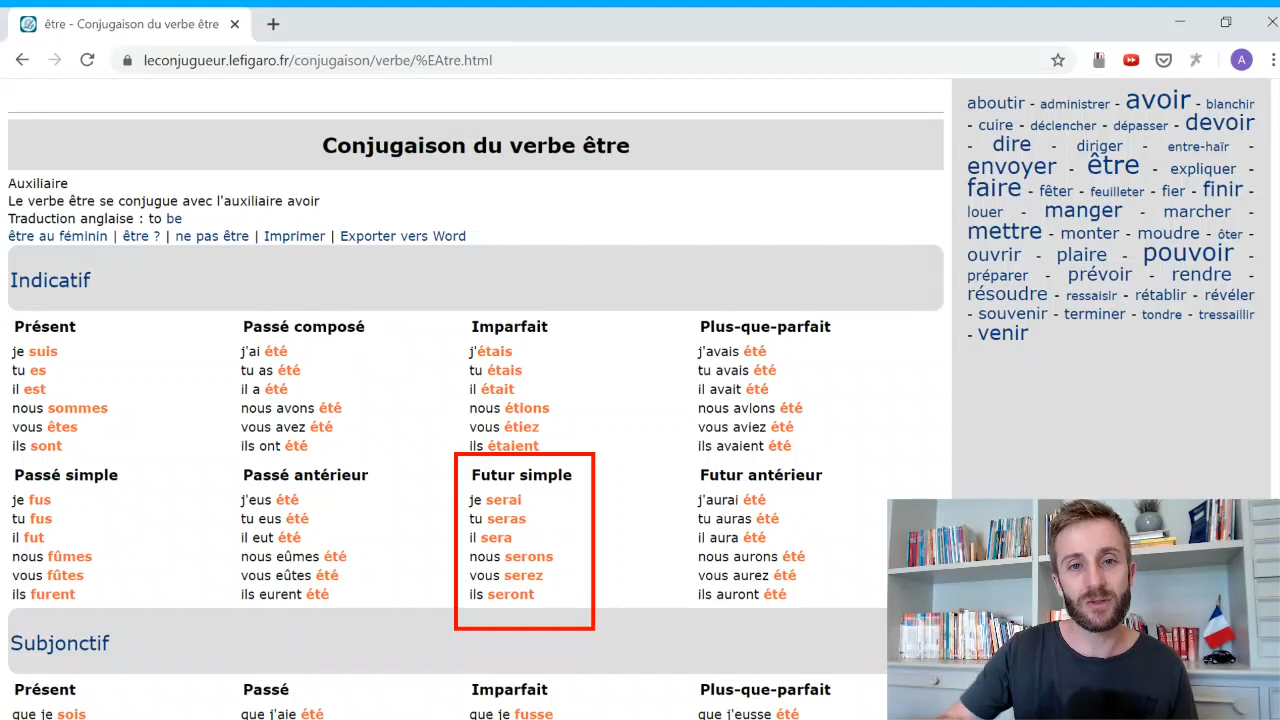 être - Conjugaison du verbe être
leconjugueur.lefigaro.fr/conjugaison/verbe/%EAtre.html
A
Conjugaison du verbe être
Auxiliaire
Le verbe être se conjugue avec l'auxiliaire avoir
Traduction anglaise : to be
être au féminin | être ? | ne pas être | Imprimer | Exporter vers Word
Indicatif
Présent
je suis
tu es
il est
nous sommes
vous êtes
ils sont
Passé composé
j'ai été
tu as été
il a été
nous avons été
vous avez été
ils ont été
Imparfait
j'étais
tu étais
il était
nous étions
vous étiez
ils étaient
Plus-que-parfait
j'avais été
tu avais été
il avait été
nous avions été
vous aviez été
ils avaient été
Passé simple
je fus
tu fus
il fut
nous fûmes
vous fûtes
ils furent
Passé antérieur
j'eus été
tu eus été
il eut été
nous eûmes été
vous eûtes été
ils eurent été
Futur simple
je serai
tu seras
il sera
nous serons
vous serez
ils seront
Futur antérieur
j'aurai été
tu auras été
il aura été
nous aurons été
vous aurez été
ils auront été
Subjonctif
Présent
que je sois
Passé
que j'aie été
Imparfait
que je fusse
Plus-que-parfait
que j'eusse été
aboutir - administrer - avoir - blanchir
- cuire - déclencher - dépasser - devoir
- dire - diriger - entre-haïr -
envoyer - être - expliquer -
faire - fêter - feuilleter - fier - finir -
louer - manger - marcher -
mettre - monter - moudre - ôter -
ouvrir - plaire - pouvoir -
préparer - prévoir - rendre -
résoudre - ressaisir - rétablir - révéler
- souvenir - terminer - tondre - tressaillir
- venir